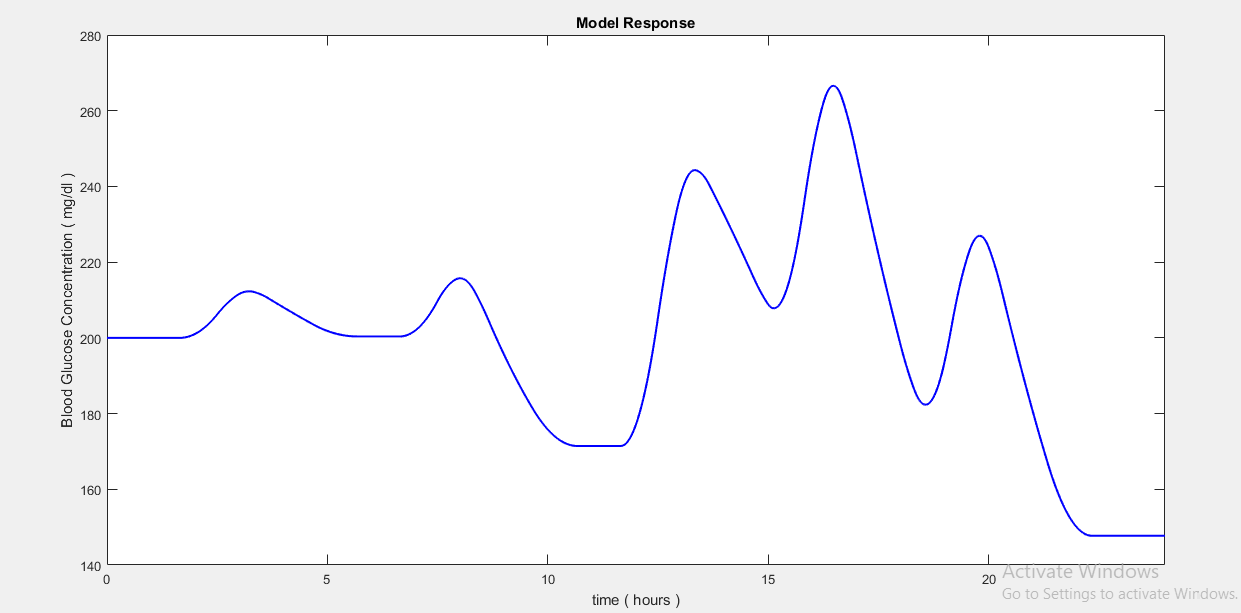 Model Response
280
260
240
220
200
180
160
140
Blood Glucose Concentration ( mg/dl )
0 5 10 15 20
time ( hours )
Activate Windows
Go to Settings to activate Windows.